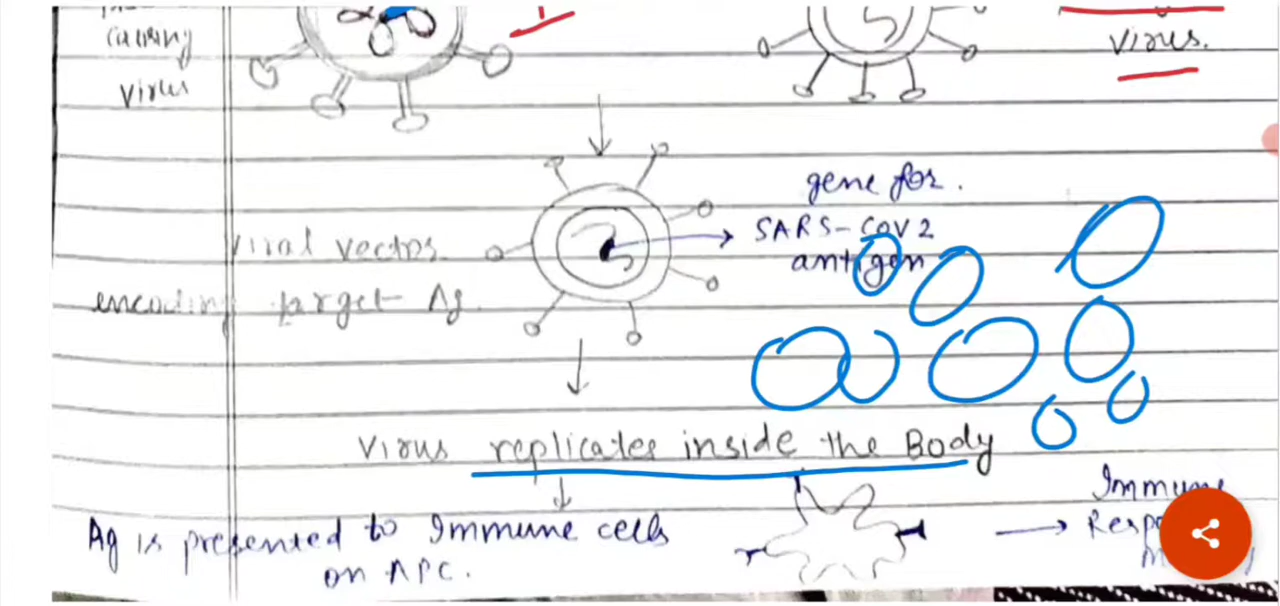 causing
virus
virus.
gene for.
SARS-COV2
antigen
viral vector
encoding target Ag.
Virus replicates inside the Body
Immune
Ag is presented to Immune cells
on APC.